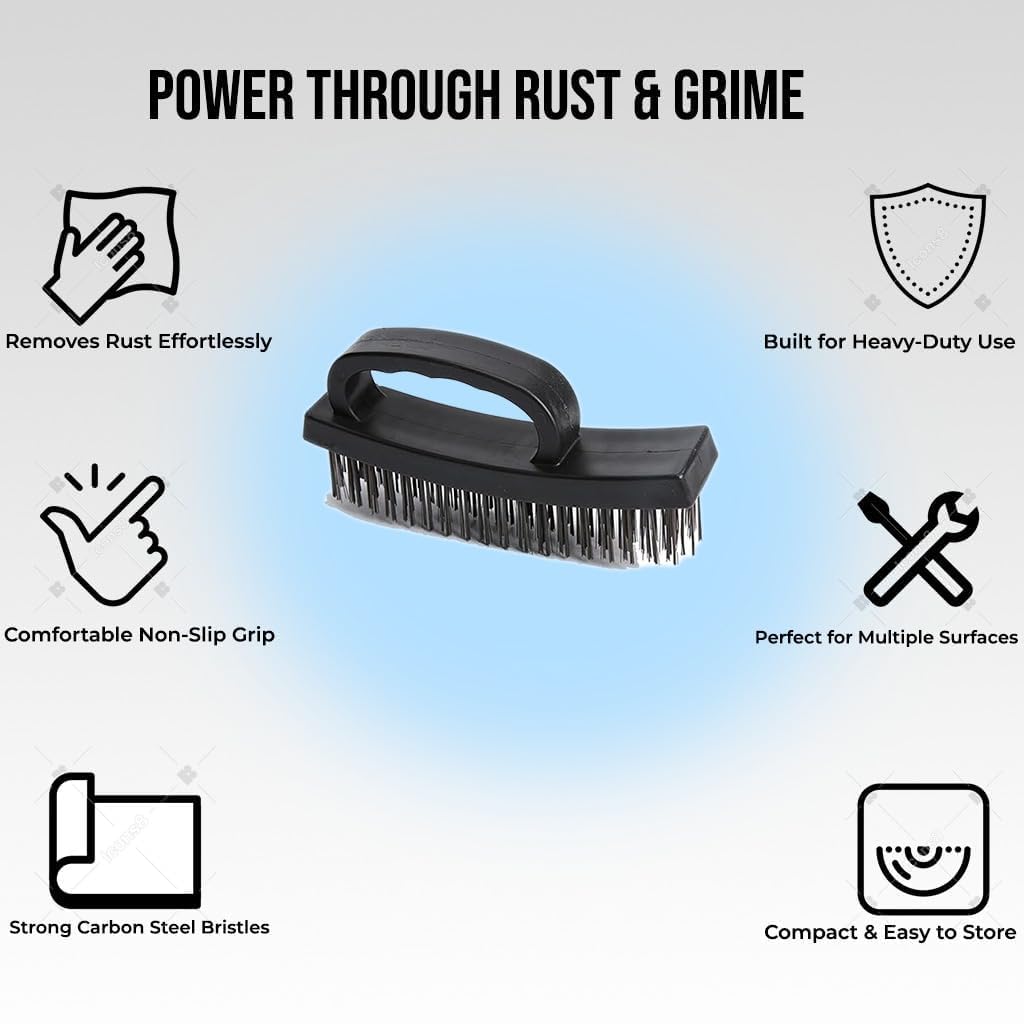 POWER THROUGH RUST & GRIME
Removes Rust Effortlessly
Built for Heavy-Duty Use
Comfortable Non-Slip Grip
Perfect for Multiple Surfaces
Strong Carbon Steel Bristles
Compact & Easy to Store